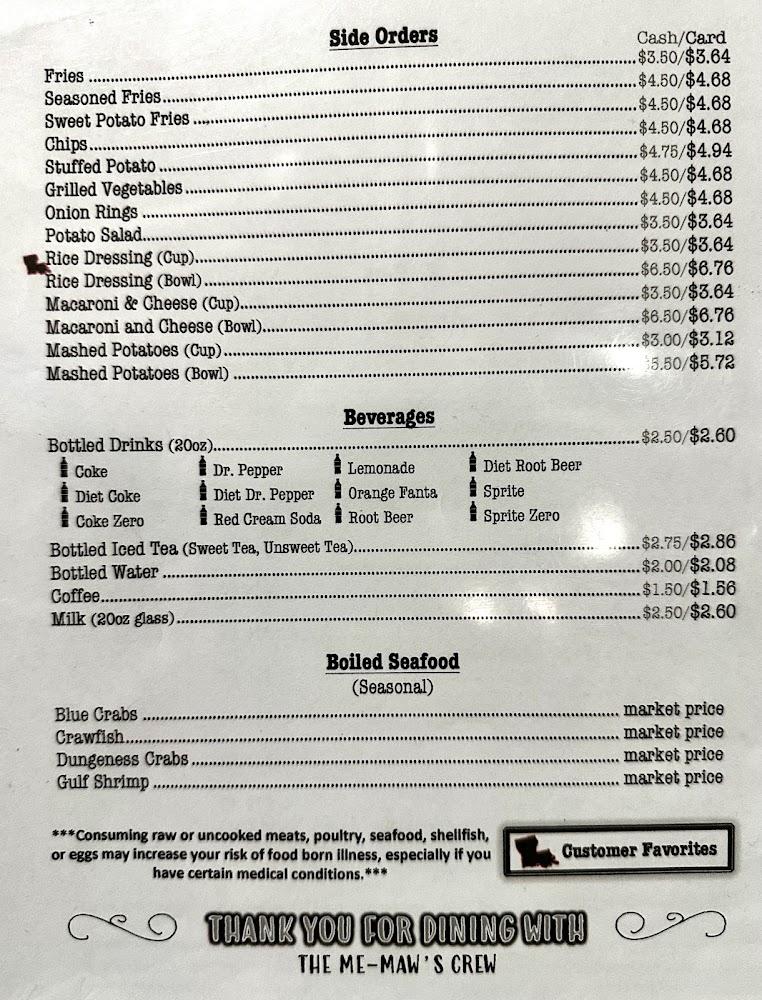 Side Orders
Cash/Card
Fries ........ $3.50/$3.64
Seasoned Fries........ $4.50/$4.68
Sweet Potato Fries ........ $4.50/$4.68
Chips........ $4.50/$4.68
Stuffed Potato ........ $4.75/$4.94
Grilled Vegetables ........ $4.50/$4.68
Onion Rings ........ $4.50/$4.68
Potato Salad........ $3.50/$3.64
Rice Dressing (Cup)........ $3.50/$3.64
Rice Dressing (Bowl)........ $6.50/$6.76
Macaroni & Cheese (Cup)........ $3.50/$3.64
Macaroni and Cheese (Bowl)........ $6.50/$6.76
Mashed Potatoes (Cup)........ $3.00/$3.12
Mashed Potatoes (Bowl) ........ $5.50/$5.72
Beverages
Bottled Drinks (20oz)........ $2.50/$2.60
Coke Dr. Pepper Lemonade Diet Root Beer
Diet Coke Diet Dr. Pepper Orange Fanta Sprite
Coke Zero Red Cream Soda Root Beer Sprite Zero
Bottled Iced Tea (Sweet Tea, Unsweet Tea)........ $2.75/$2.86
Bottled Water ........ $2.00/$2.08
Coffee........ $1.50/$1.56
Milk (20oz glass)........ $2.50/$2.60
Boiled Seafood
(Seasonal)
Blue Crabs ........ market price
Crawfish........ market price
Dungeness Crabs ........ market price
Gulf Shrimp ........ market price
***Consuming raw or uncooked meats, poultry, seafood, shellfish,
or eggs may increase your risk of food born illness, especially if you
have certain medical conditions.***
Customer Favorites
THANK YOU FOR DINING WITH
THE ME-MAW'S CREW